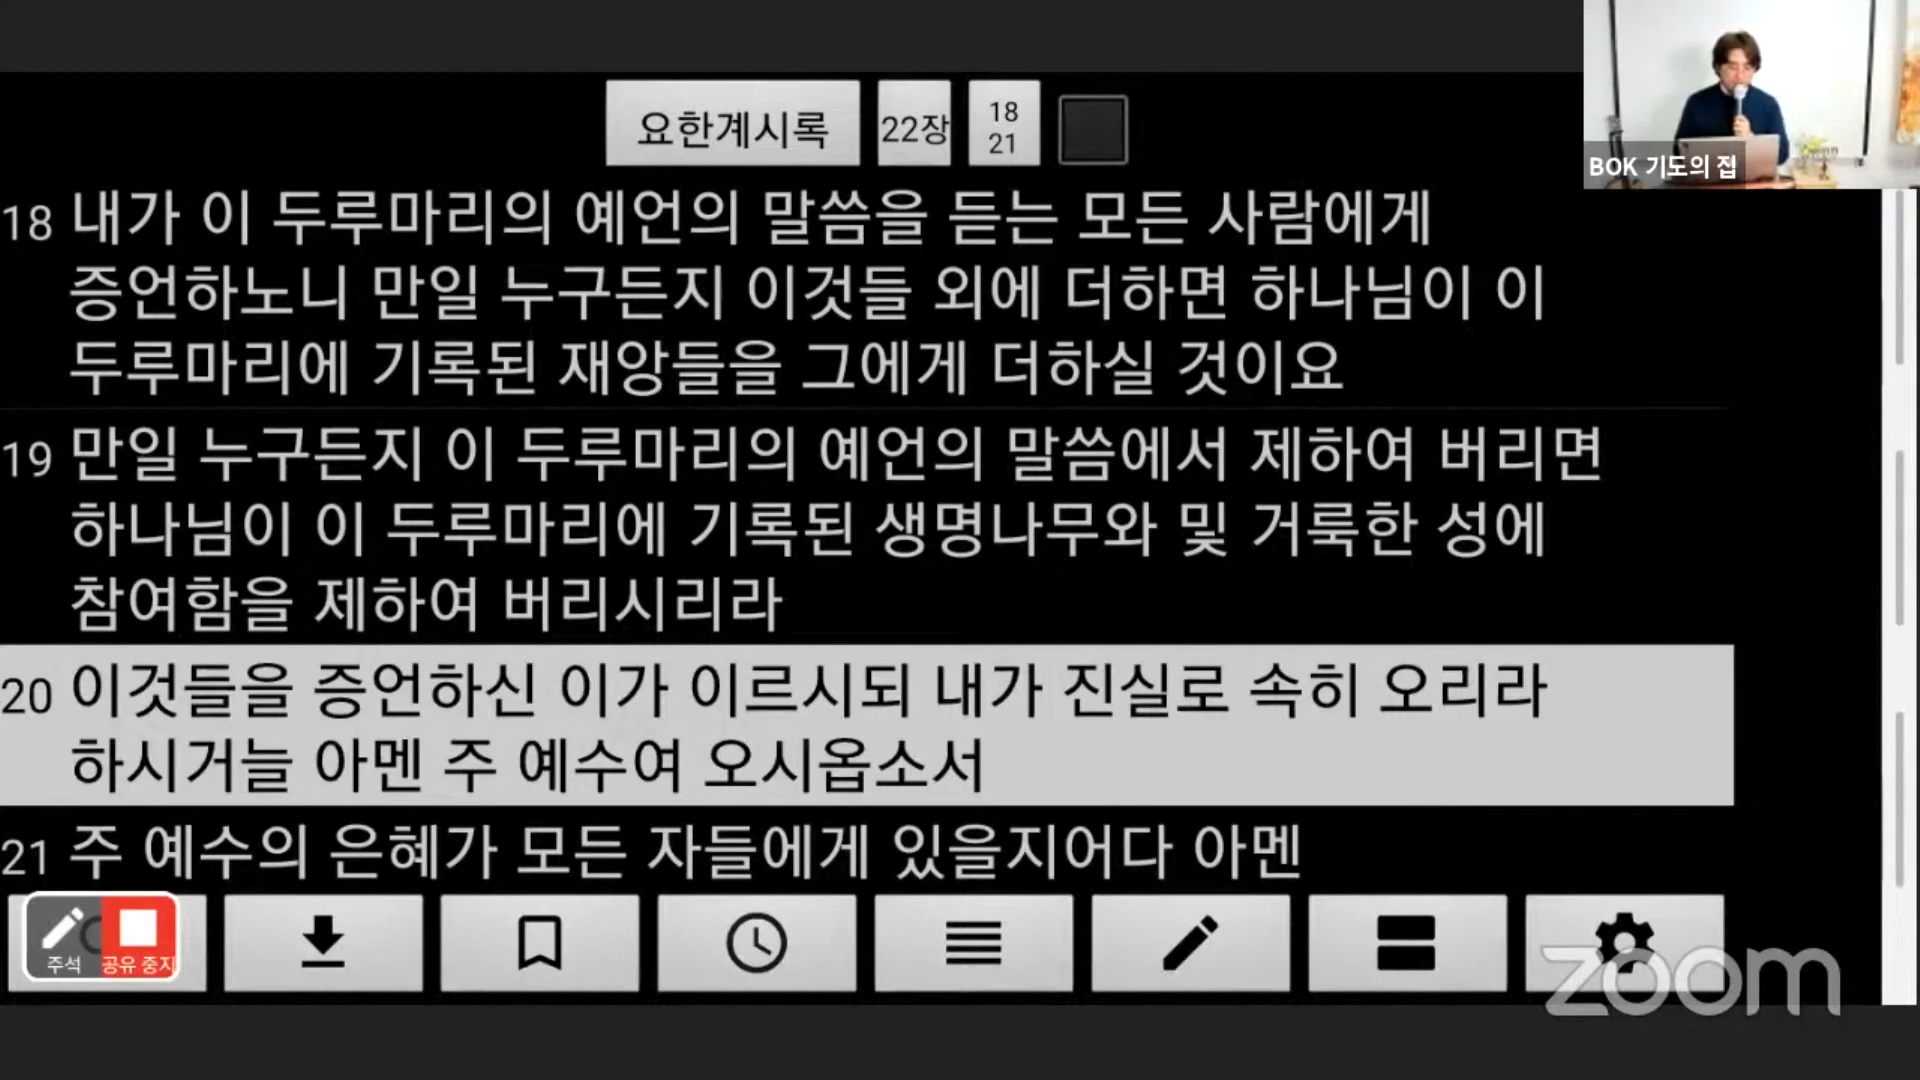 요한계시록
22장
18
21
BOK 기도의 집
18 내가 이 두루마리의 예언의 말씀을 듣는 모든 사람에게
증언하노니 만일 누구든지 이것들 외에 더하면 하나님이 이
두루마리에 기록된 재앙들을 그에게 더하실 것이요
19 만일 누구든지 이 두루마리의 예언의 말씀에서 제하여 버리면
하나님이 이 두루마리에 기록된 생명나무와 및 거룩한 성에
참여함을 제하여 버리시리라
20 이것들을 증언하신 이가 이르시되 내가 진실로 속히 오리라
하시거늘 아멘 주 예수여 오시옵소서
21 주 예수의 은혜가 모든 자들에게 있을지어다 아멘
주석
공유 중지
zoom